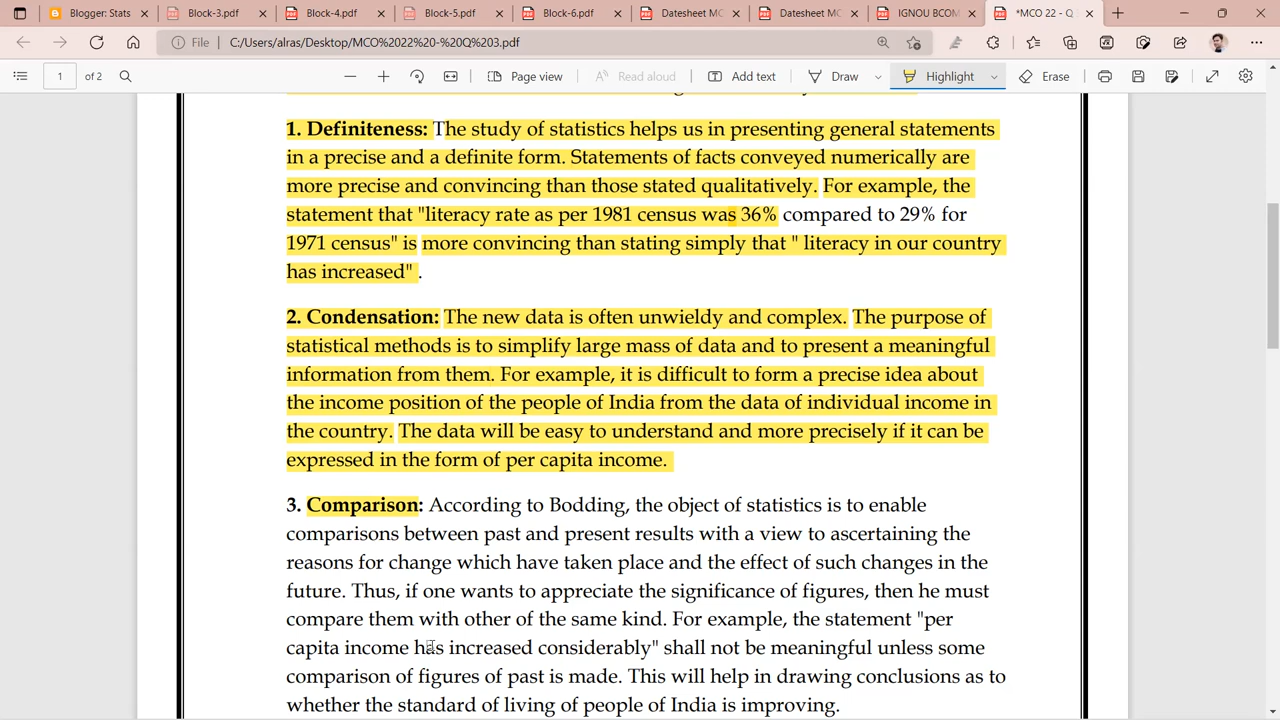 Blogger: Stats
Block-3.pdf
Block-4.pdf
Block-5.pdf
Block-6.pdf
Datesheet MC
Datesheet MC
IGNOU BCOM
*MCO 22 - Q
File C:/Users/alras/Desktop/MCO%2022%20-%20Q%203.pdf
1 of 2 Page view Read aloud Add text Draw Highlight Erase
1. Definiteness: The study of statistics helps us in presenting general statements
in a precise and a definite form. Statements of facts conveyed numerically are
more precise and convincing than those stated qualitatively. For example, the
statement that "literacy rate as per 1981 census was 36% compared to 29% for
1971 census" is more convincing than stating simply that " literacy in our country
has increased" .
2. Condensation: The new data is often unwieldy and complex. The purpose of
statistical methods is to simplify large mass of data and to present a meaningful
information from them. For example, it is difficult to form a precise idea about
the income position of the people of India from the data of individual income in
the country. The data will be easy to understand and more precisely if it can be
expressed in the form of per capita income.
3. Comparison: According to Bodding, the object of statistics is to enable
comparisons between past and present results with a view to ascertaining the
reasons for change which have taken place and the effect of such changes in the
future. Thus, if one wants to appreciate the significance of figures, then he must
compare them with other of the same kind. For example, the statement "per
capita income has increased considerably" shall not be meaningful unless some
comparison of figures of past is made. This will help in drawing conclusions as to
whether the standard of living of people of India is improving.